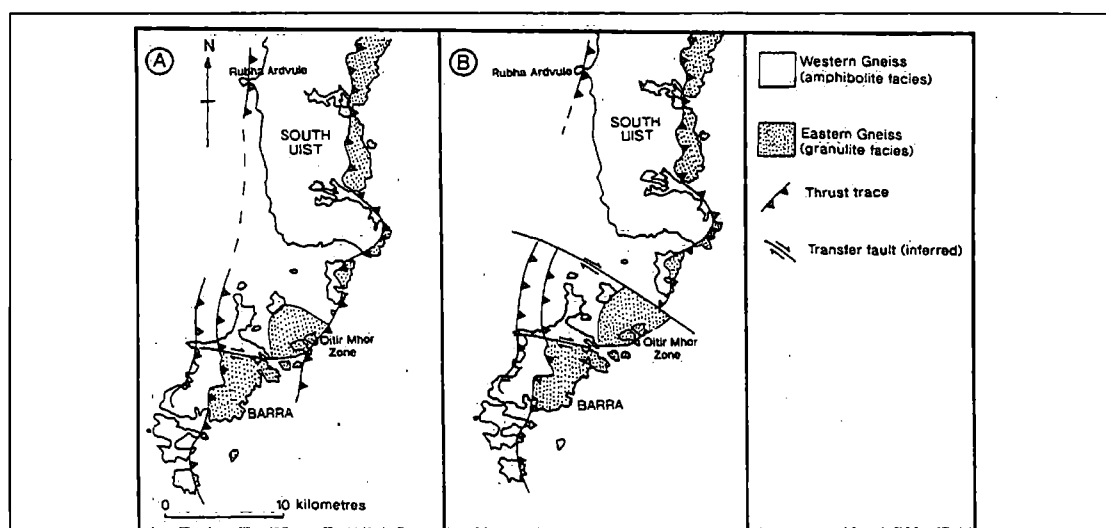 A
N
Rubha Ardvule
SOUTH
UIST
Oitir Mhor
Zone
BARRA
0 10 kilometres
B
Rubha Ardvule
SOUTH
UIST
Oitir Mhor
Zone
BARRA
Western Gneiss
(amphibolite facies)
Eastern Gneiss
(granulite facies)
Thrust trace
Transfer fault (inferred)